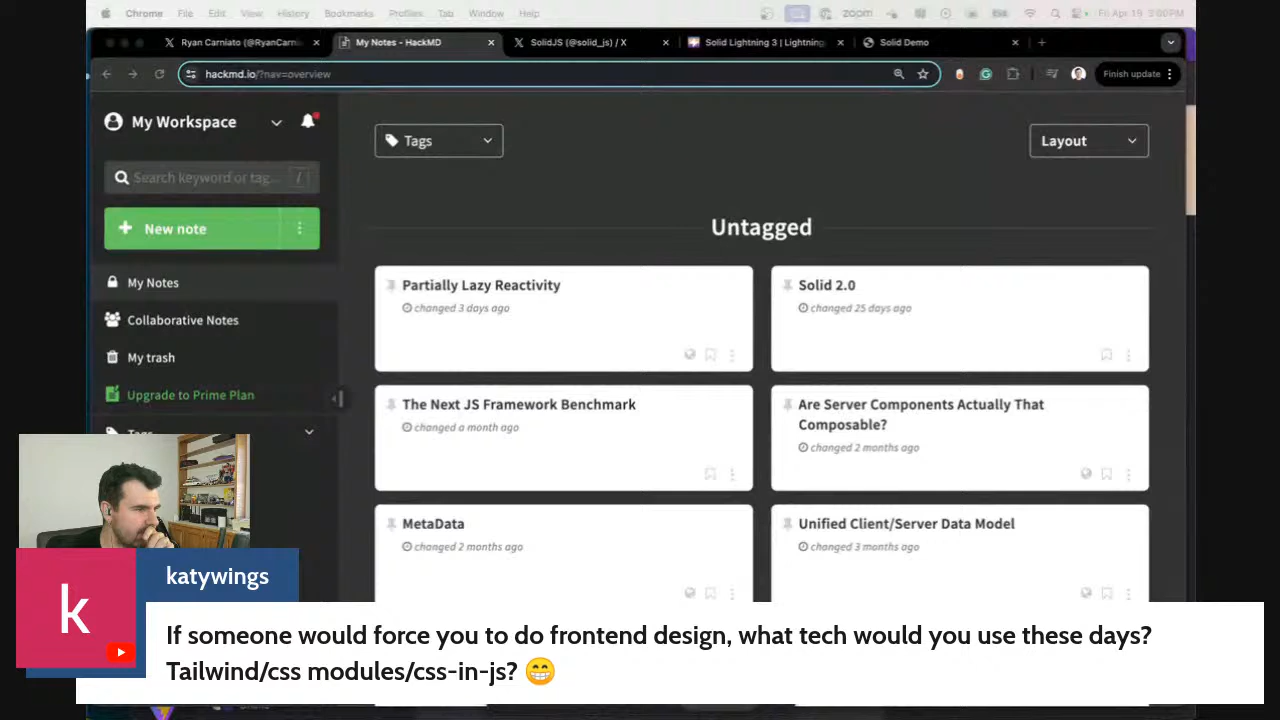 Chrome File Edit View History Bookmarks Profiles Tab Window Help zoom Fri Apr 19 3:00PM
Ryan Carniato (@RyanCarni
My Notes - HackMD
SolidJS (@solid_js) / X
Solid Lightning 3 | Lightning
Solid Demo
hackmd.io/?nav=overview
Finish update
My Workspace
Tags
Layout
Search keyword or tag... /
+ New note
Untagged
My Notes
Collaborative Notes
My trash
Upgrade to Prime Plan
Tags
Partially Lazy Reactivity
changed 3 days ago
Solid 2.0
changed 25 days ago
The Next JS Framework Benchmark
changed a month ago
Are Server Components Actually That
Composable?
changed 2 months ago
MetaData
changed 2 months ago
Unified Client/Server Data Model
changed 3 months ago
k
katywings
If someone would force you to do frontend design, what tech would you use these days?
Tailwind/css modules/css-in-js? 😁